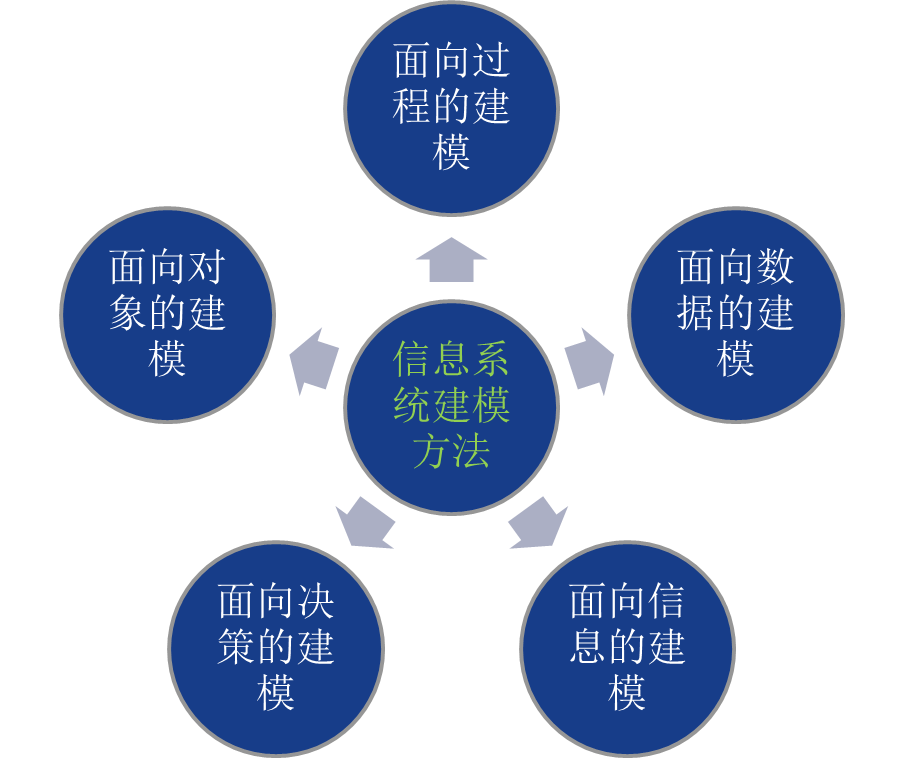 面向过
程的建
模
面向对
象的建
模
面向数
据的建
模
信息系
统建模
方法
面向决
策的建
模
面向信
息的建
模